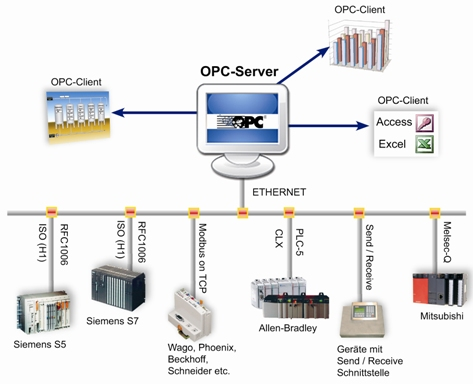 OPC-Client
OPC-Server
OPC-Client
Access
Excel
OPC
ETHERNET
RFC1006
ISO (H1)
RFC1006
ISO (H1)
Modbus on TCP
PLC-5
CLX
Send / Receive
Melsec-Q
Siemens S5
Siemens S7
Wago, Phoenix,
Beckhoff,
Schneider etc.
Allen-Bradley
Geräte mit
Send / Receive
Schnittstelle
Mitsubishi
OPC-Client